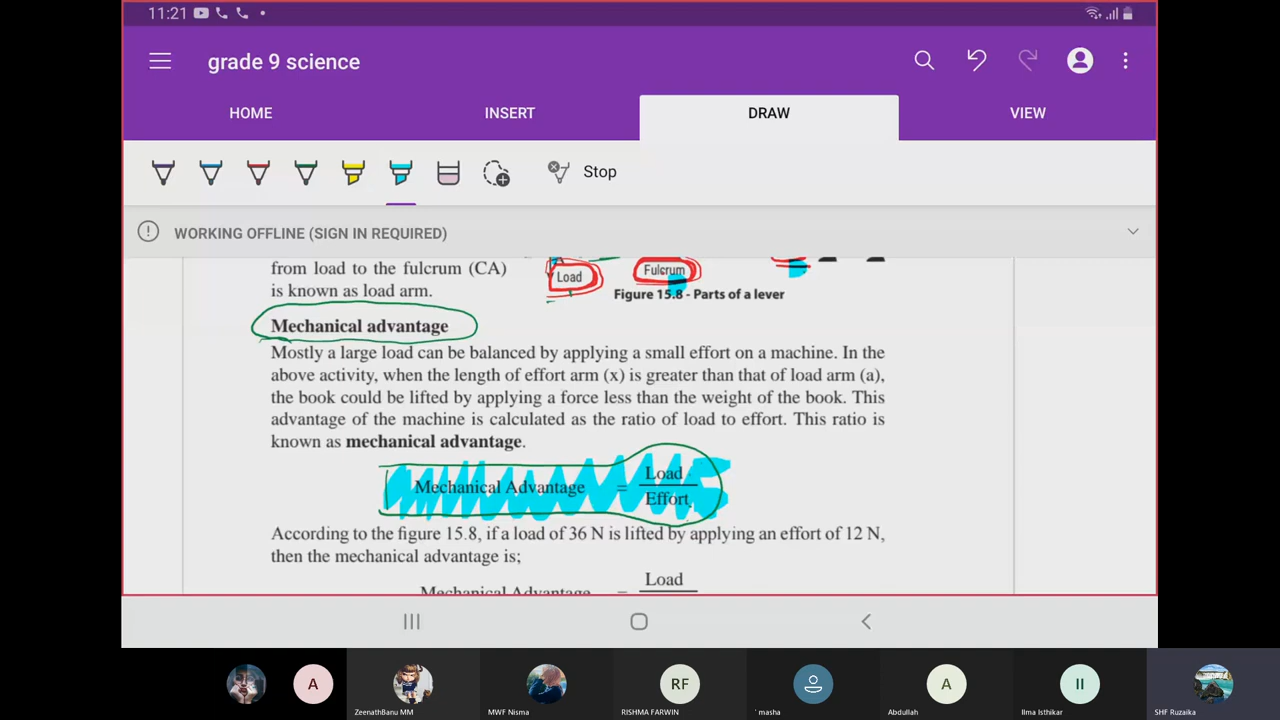 11:21
grade 9 science
HOME INSERT DRAW VIEW
Stop
WORKING OFFLINE (SIGN IN REQUIRED)
from load to the fulcrum (CA)
is known as load arm.
Load Fulcrum
Figure 15.8 - Parts of a lever
Mechanical advantage
Mostly a large load can be balanced by applying a small effort on a machine. In the
above activity, when the length of effort arm (x) is greater than that of load arm (a),
the book could be lifted by applying a force less than the weight of the book. This
advantage of the machine is calculated as the ratio of load to effort. This ratio is
known as mechanical advantage.
Mechanical Advantage = Load
Effort
According to the figure 15.8, if a load of 36 N is lifted by applying an effort of 12 N,
then the mechanical advantage is;
Load
Mechanical Advantage =
A RF A II
ZeenathBanu MM MWF Nisma RISHMA FARWIN ' masha Abdullah Ilma Isthikar SHF Ruzaika